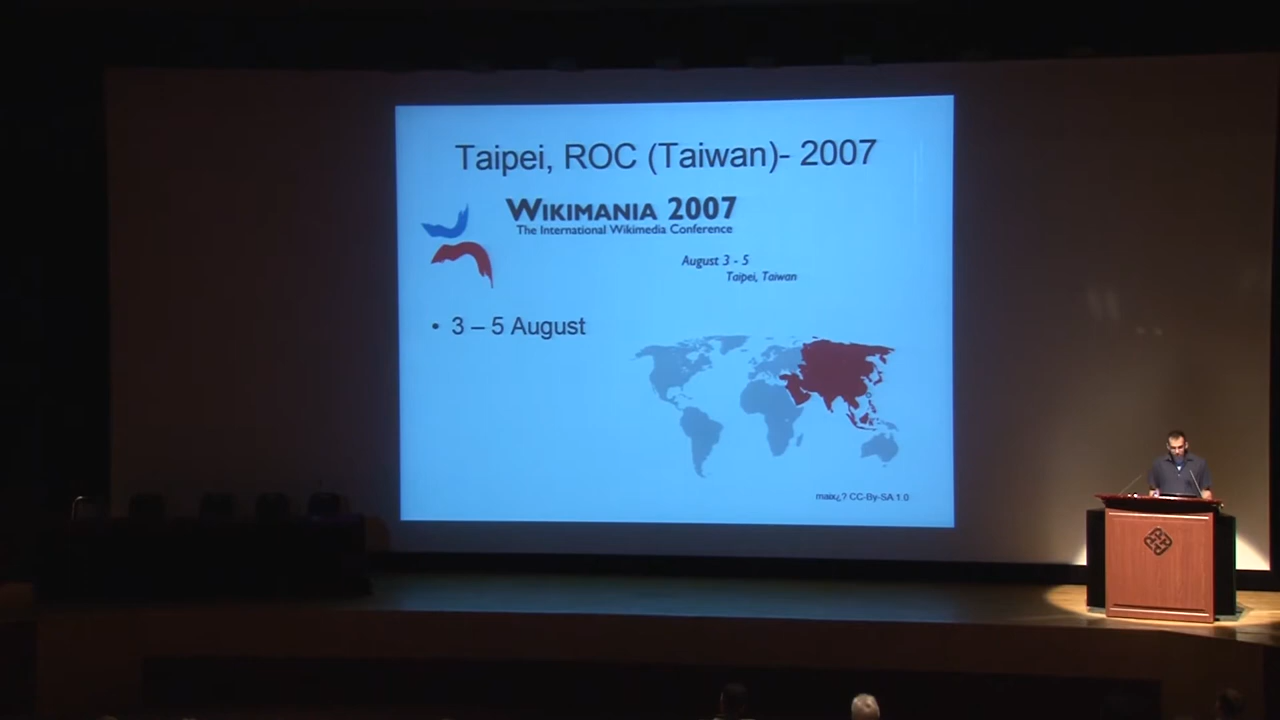 Taipei, ROC (Taiwan)- 2007
WIKIMANIA 2007
The International Wikimedia Conference
August 3 - 5
Taipei, Taiwan
• 3 – 5 August
maix¿? CC-By-SA 1.0